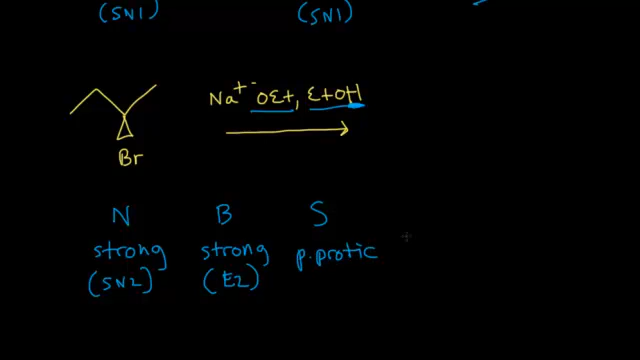 (SN1) (SN1)
Na⁺ ⁻OEt, EtOH
Br
N B S
strong strong p.protic
(SN2) (E2)